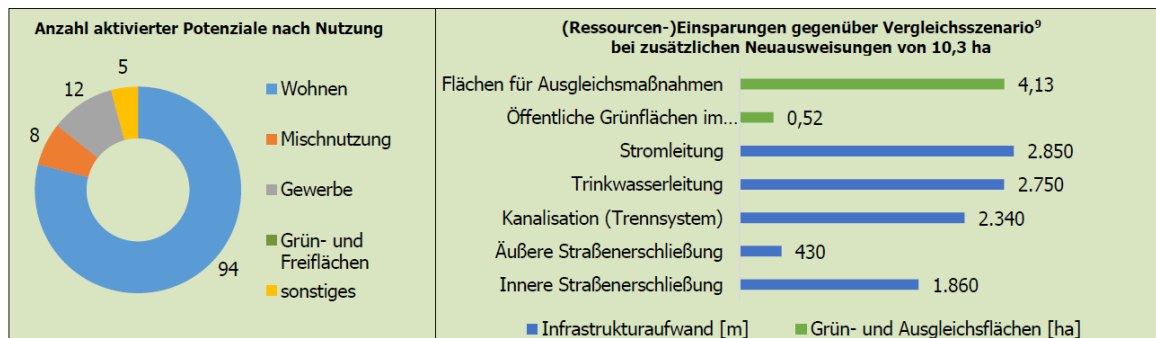 Anzahl aktivierter Potenziale nach Nutzung
5
12
8
94
Wohnen
Mischnutzung
Gewerbe
Grün- und
Freiflächen
sonstiges
(Ressourcen-)Einsparungen gegenüber Vergleichsszenario⁹
bei zusätzlichen Neuausweisungen von 10,3 ha
Flächen für Ausgleichsmaßnahmen 4,13
Öffentliche Grünflächen im... 0,52
Stromleitung 2.850
Trinkwasserleitung 2.750
Kanalisation (Trennsystem) 2.340
Äußere Straßenerschließung 430
Innere Straßenerschließung 1.860
Infrastrukturaufwand [m] Grün- und Ausgleichsflächen [ha]